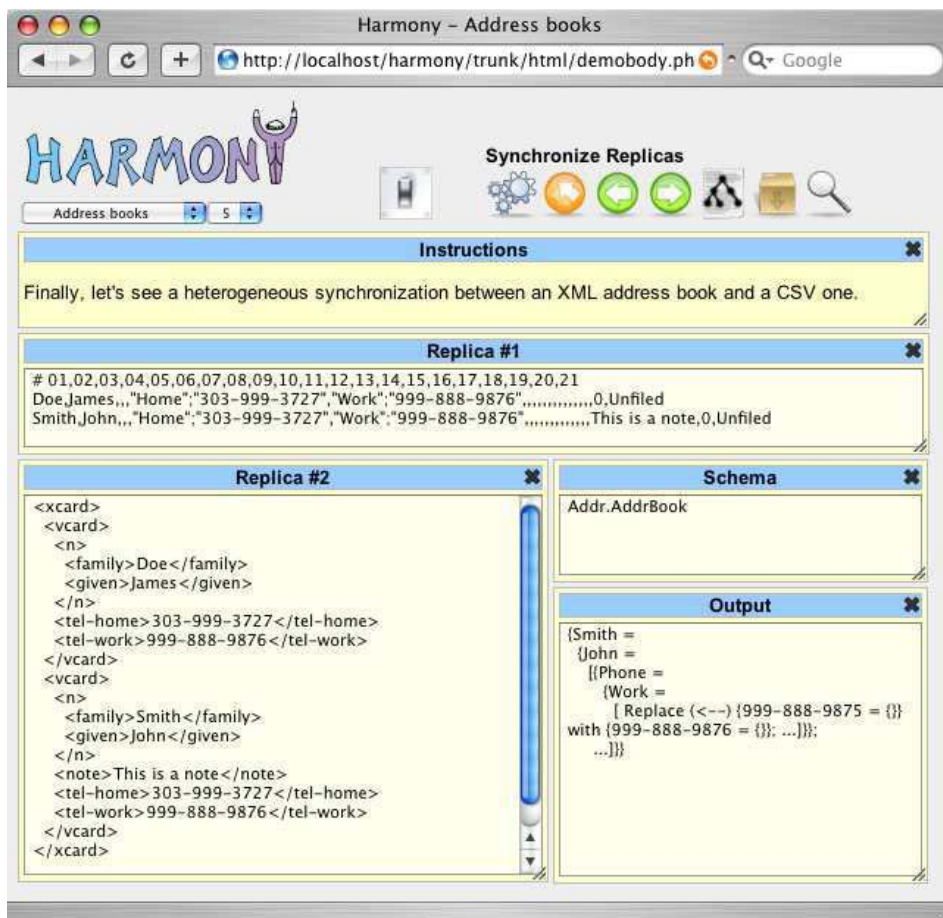 Harmony – Address books
http://localhost/harmony/trunk/html/demobody.ph
Google
HARMONY
Address books
5
Synchronize Replicas
Instructions
Finally, let's see a heterogeneous synchronization between an XML address book and a CSV one.
Replica #1
# 01,02,03,04,05,06,07,08,09,10,11,12,13,14,15,16,17,18,19,20,21
Doe,James,,,"Home";"303-999-3727","Work";"999-888-9876",,,,,,,,,,,,,,0,Unfiled
Smith,John,,,"Home";"303-999-3727","Work";"999-888-9876",,,,,,,,,,,,,This is a note,0,Unfiled
Replica #2
<xcard>
<vcard>
<n>
<family>Doe</family>
<given>James</given>
</n>
<tel-home>303-999-3727</tel-home>
<tel-work>999-888-9876</tel-work>
</vcard>
<vcard>
<n>
<family>Smith</family>
<given>John</given>
</n>
<note>This is a note</note>
<tel-home>303-999-3727</tel-home>
<tel-work>999-888-9876</tel-work>
</vcard>
</xcard>
Schema
Addr.AddrBook
Output
{Smith =
{John =
[{Phone =
{Work =
[ Replace (<--) {999-888-9875 = {}}
with {999-888-9876 = {}}; ...]}};
...]}}